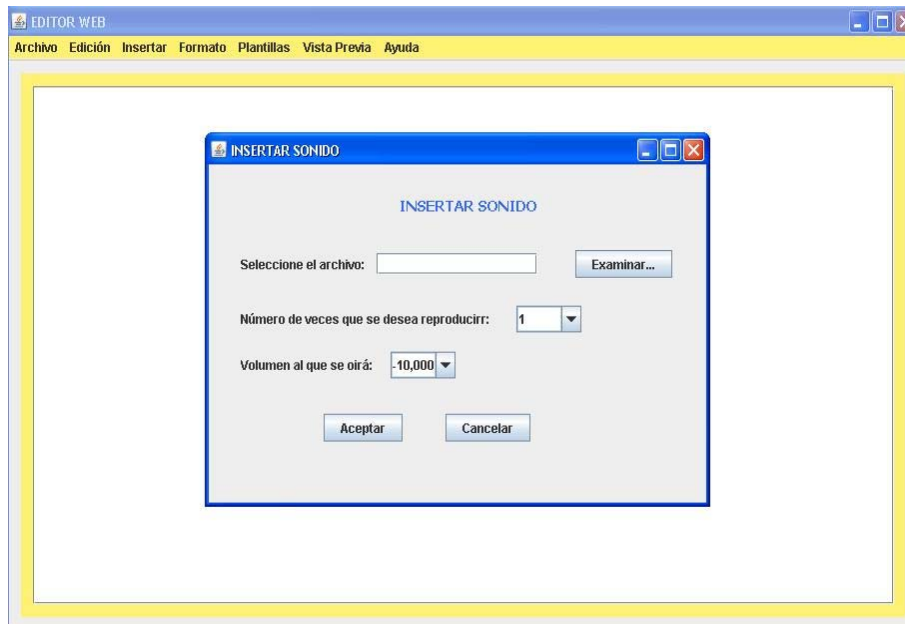 EDITOR WEB
Archivo Edición Insertar Formato Plantillas Vista Previa Ayuda
INSERTAR SONIDO
INSERTAR SONIDO
Seleccione el archivo: Examinar...
Número de veces que se desea reproducirr: 1
Volumen al que se oirá: -10,000
Aceptar Cancelar